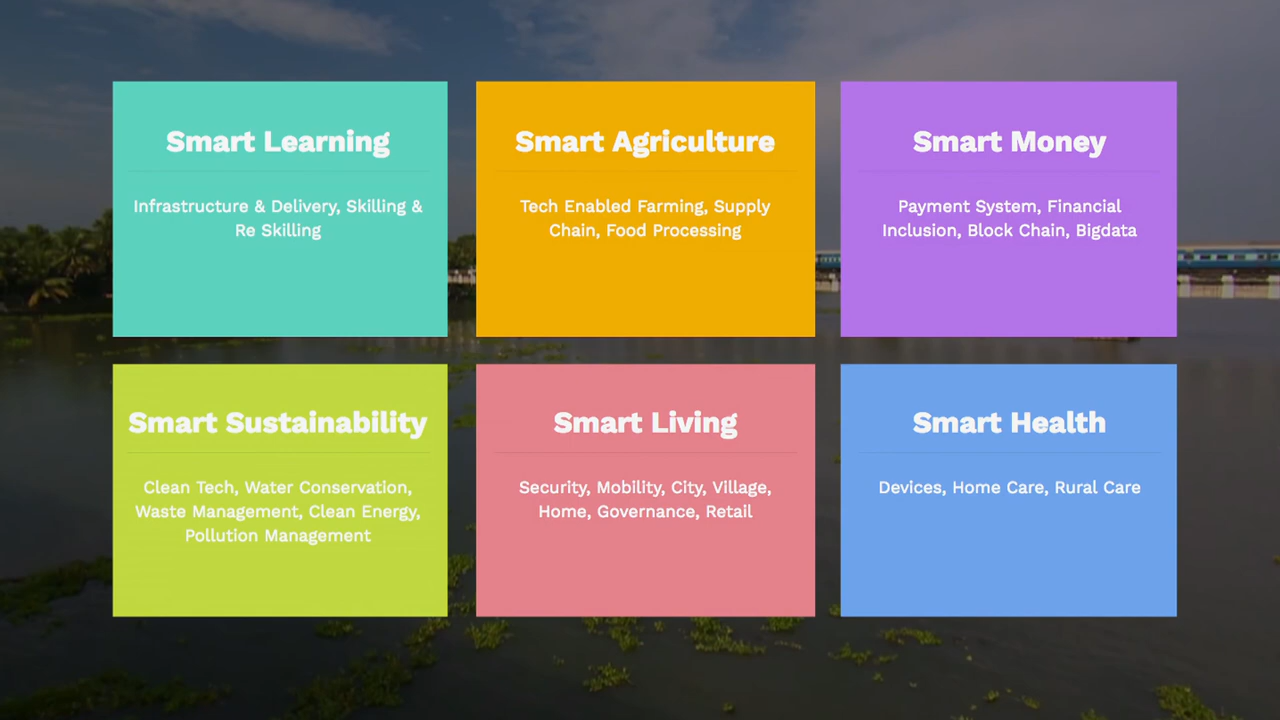 Smart Learning
Infrastructure & Delivery, Skilling &
Re Skilling
Smart Agriculture
Tech Enabled Farming, Supply
Chain, Food Processing
Smart Money
Payment System, Financial
Inclusion, Block Chain, Bigdata
Smart Sustainability
Clean Tech, Water Conservation,
Waste Management, Clean Energy,
Pollution Management
Smart Living
Security, Mobility, City, Village,
Home, Governance, Retail
Smart Health
Devices, Home Care, Rural Care